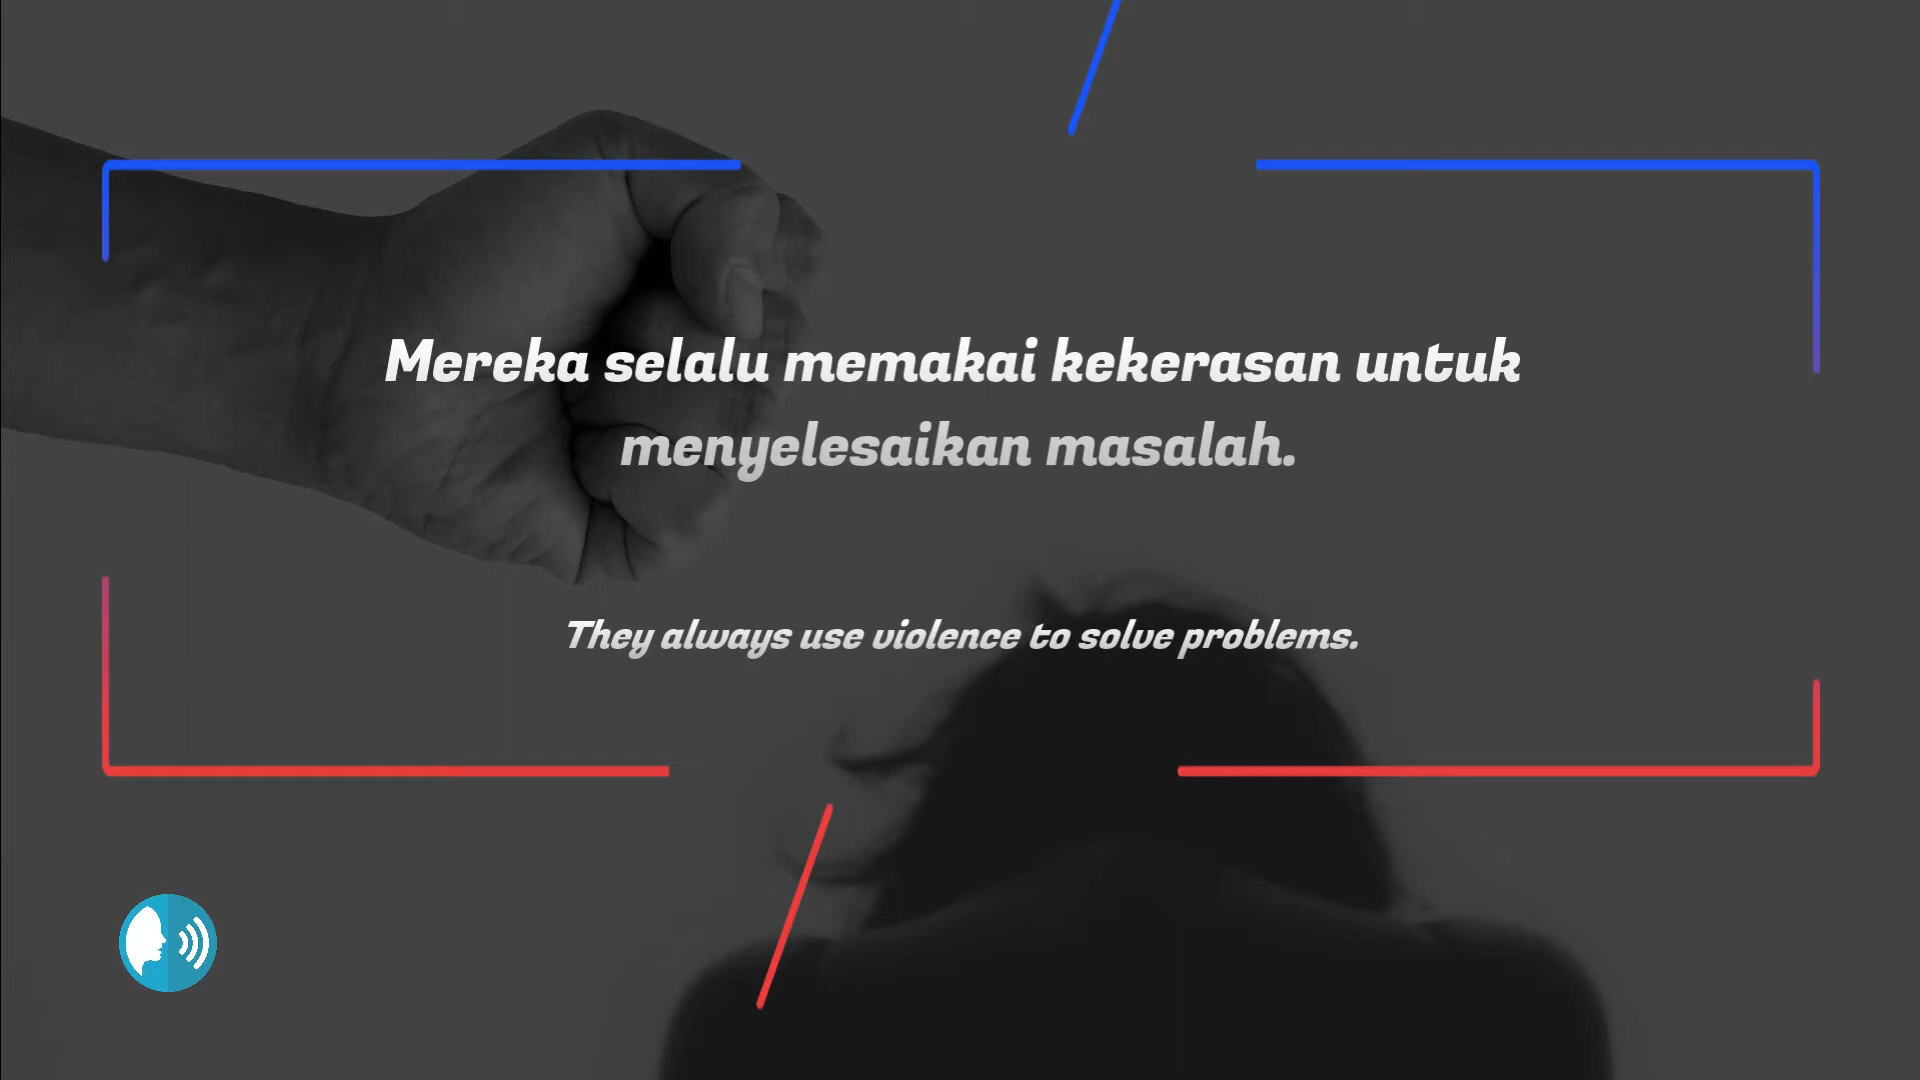 Mereka selalu memakai kekerasan untuk
menyelesaikan masalah.
They always use violence to solve problems.